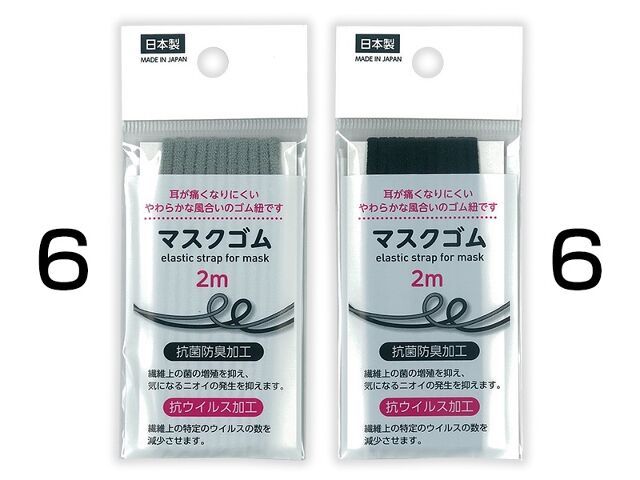 日本製
MADE IN JAPAN
耳が痛くなりにくい
やわらかな風合いのゴム紐です
マスクゴム
elastic strap for mask
2m
抗菌防臭加工
繊維上の菌の増殖を抑え、
気になるニオイの発生を抑えます。
抗ウイルス加工
繊維上の特定のウイルスの数を
減少させます。
6
日本製
MADE IN JAPAN
耳が痛くなりにくい
やわらかな風合いのゴム紐です
マスクゴム
elastic strap for mask
2m
抗菌防臭加工
繊維上の菌の増殖を抑え、
気になるニオイの発生を抑えます。
抗ウイルス加工
繊維上の特定のウイルスの数を
減少させます。
6